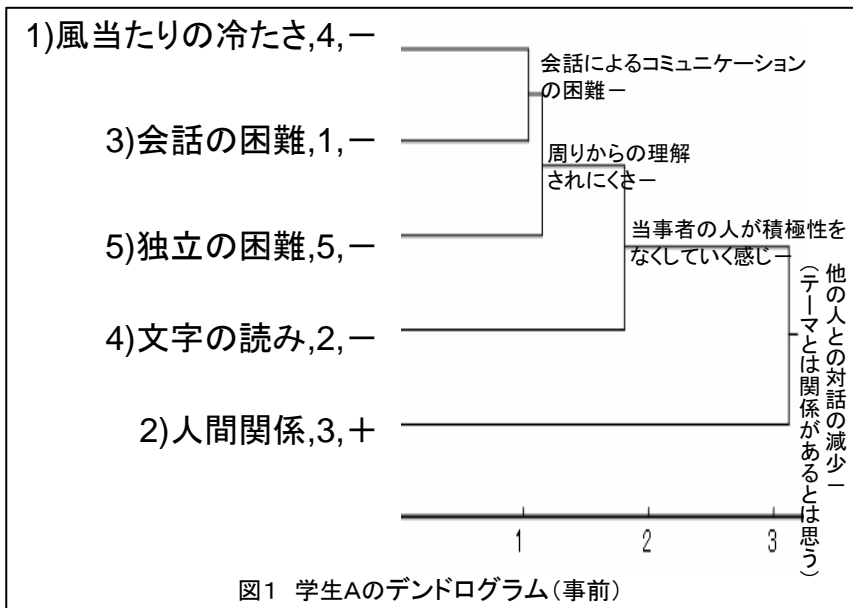 1)風当たりの冷たさ,4,－
会話によるコミュニケーション
の困難－
3)会話の困難,1,－
周りからの理解
されにくさ－
5)独立の困難,5,－
当事者の人が積極性を
なくしていく感じ－
4)文字の読み,2,－
他の人との対話の減少－
(テーマとは関係があるとは思う)
2)人間関係,3,＋
1 2 3
図1 学生Aのデンドログラム(事前)